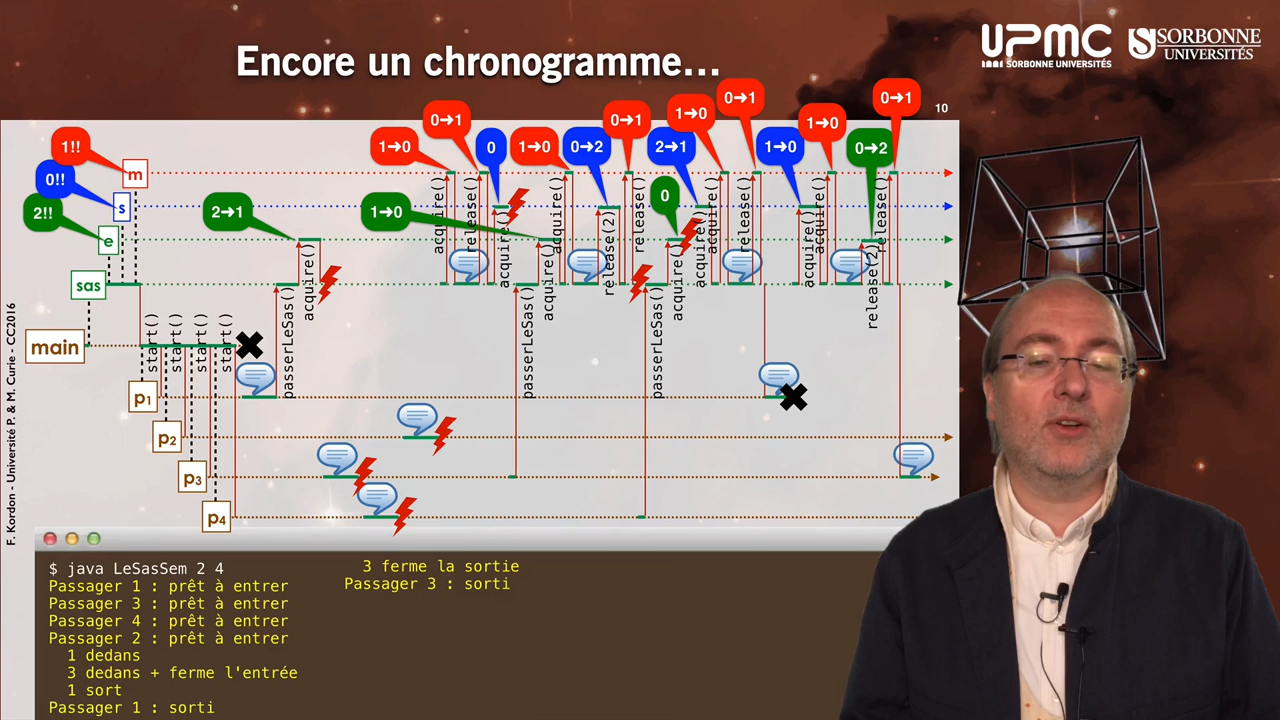 Encore un chronogramme...
UPMC
SORBONNE UNIVERSITÉS
SORBONNE
UNIVERSITÉS
10
0→1
0→1
0→1
1→0
0→1
1→0
1!!
1→0
0
1→0
0→2
2→1
1→0
0→2
m
0!!
s
0
2!!
2→1
1→0
e
acquire()
release()
acquire()
acquire()
release(2)
release()
acquire()
acquire()
release()
acquire()
release()
release(2)
acquire()
acquire()
acquire()
sas
passerLeSas()
passerLeSas()
passerLeSas()
start()
start()
start()
start()
main
p1
p2
p3
p4
F. Kordon - Université P. & M. Curie - CC2016
$ java LeSasSem 2 4
Passager 1 : prêt à entrer
Passager 3 : prêt à entrer
Passager 4 : prêt à entrer
Passager 2 : prêt à entrer
1 dedans
3 dedans + ferme l'entrée
1 sort
Passager 1 : sorti
3 ferme la sortie
Passager 3 : sorti